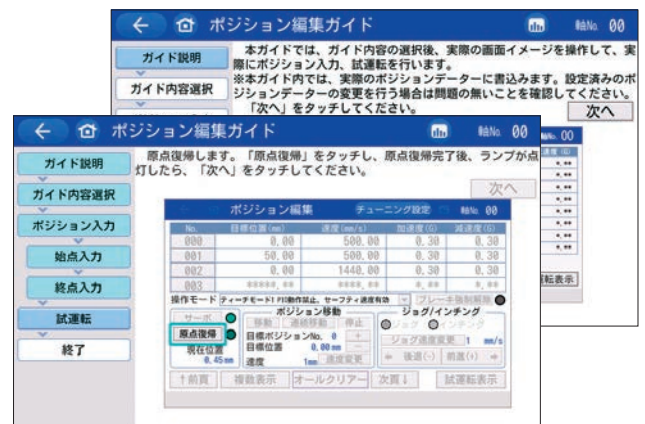 ポジション編集ガイド
軸No. 00
ガイド説明
ガイド内容選択
本ガイドでは、ガイド内容の選択後、実際の画面イメージを操作して、実
際にポジション入力、試運転を行います。
※本ガイド内では、実際のポジションデーターに書込みます。設定済みのポ
ジションデーターの変更を行う場合は問題の無いことを確認してください。
「次へ」をタッチしてください。
次へ
00
転表示
ポジション編集ガイド
軸No. 00
ガイド説明
ガイド内容選択
ポジション入力
始点入力
終点入力
試運転
終了
原点復帰します。「原点復帰」をタッチし、原点復帰完了後、ランプが点
灯したら、「次へ」をタッチしてください。
次へ
ポジション編集 チューニング設定 軸No. 00
No. 目標位置(mm) 速度(mm/s) 加速度(G) 減速度(G)
000 0.00 500.00 0.30 0.30
001 50.00 500.00 0.30 0.30
002 0.00 1440.00 0.30 0.30
003 *****.** ****.** *.** *.**
操作モード ティーチモード1 PIO動作禁止、セーフティ速度有効 ブレーキ強制解除
サーボ
原点復帰
現在位置
0.45mm
ポジション移動
移動 連続移動 停止
目標ポジションNo. 0 +
目標位置 0.00mm −
速度 1mm 速度変更
ジョグ/インチング
ジョグ インチング
ジョグ速度変更 1 mm/s
← 後退(-) 前進(+) →
↑前頁 複数表示 オールクリアー 次頁↓ 試運転表示